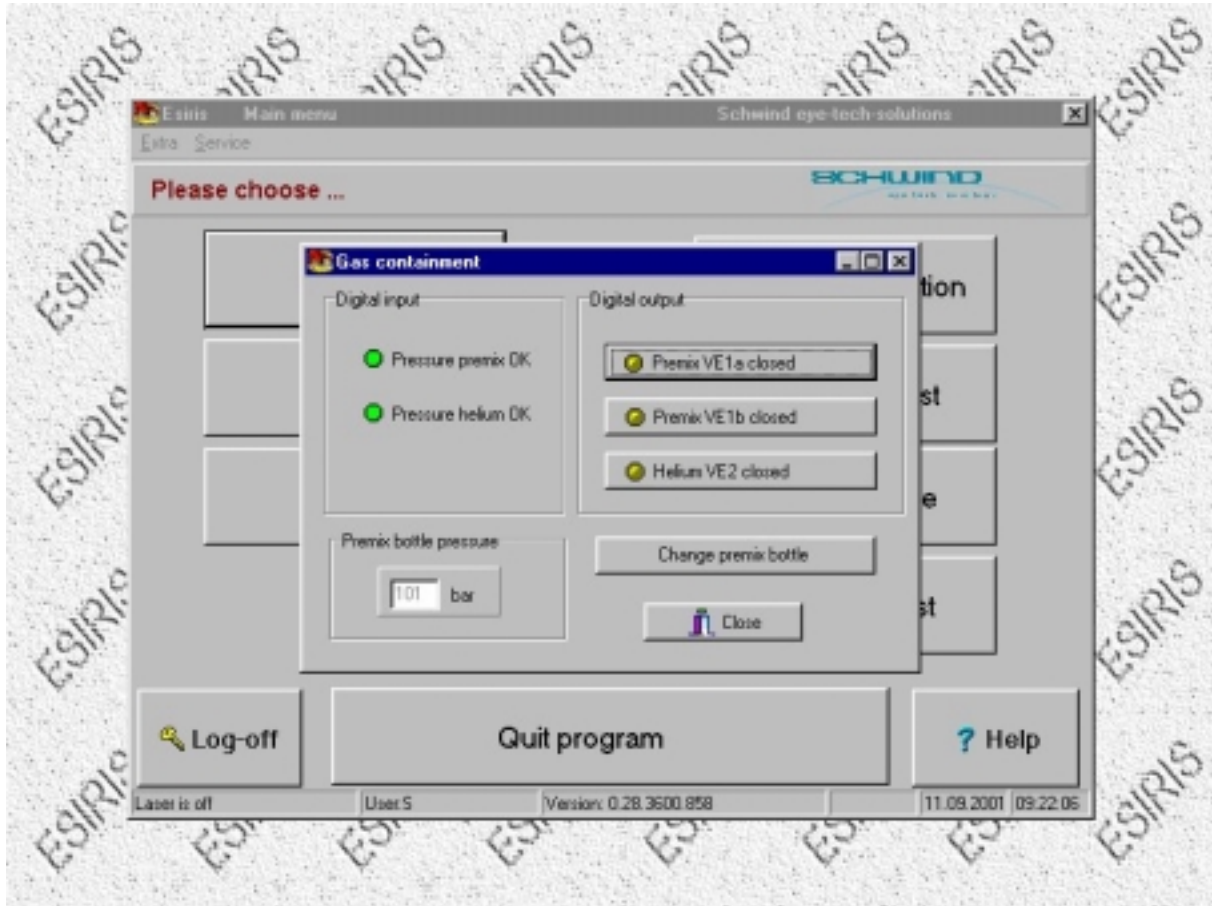 ESIRIS
Esiris Main menu Schwind eye-tech-solutions
Extra Service
Please choose ...
SCHWIND
Gas containment
Digital input
Pressure premix OK
Pressure helium OK
Digital output
Premix VE1a closed
Premix VE1b closed
Helium VE2 closed
Premix bottle pressure
101 bar
Change premix bottle
Close
tion
st
e
st
Log-off
Quit program
? Help
Laser is off
User:S
Version: 0.28.3600.858
11.09.2001
09:22:06